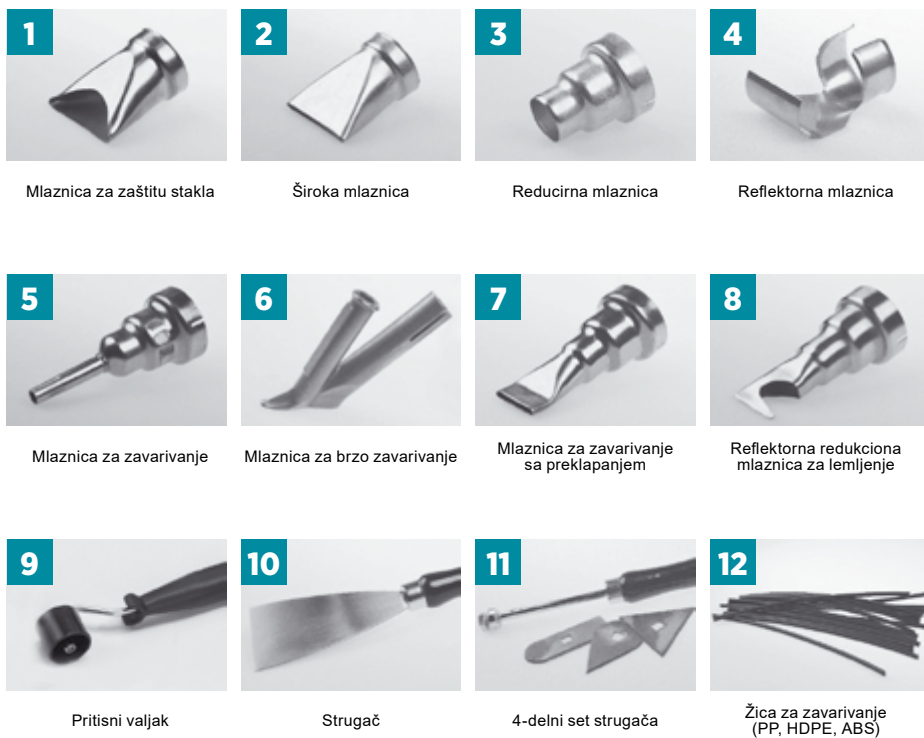 1
2
3
4
Mlaznica za zaštitu stakla
Široka mlaznica
Reducirna mlaznica
Reflektorna mlaznica
5
6
7
8
Mlaznica za zavarivanje
Mlaznica za brzo zavarivanje
Mlaznica za zavarivanje
sa preklapanjem
Reflektorna redukciona
mlaznica za lemljenje
9
10
11
12
Pritisni valjak
Strugač
4-delni set strugača
Žica za zavarivanje
(PP, HDPE, ABS)